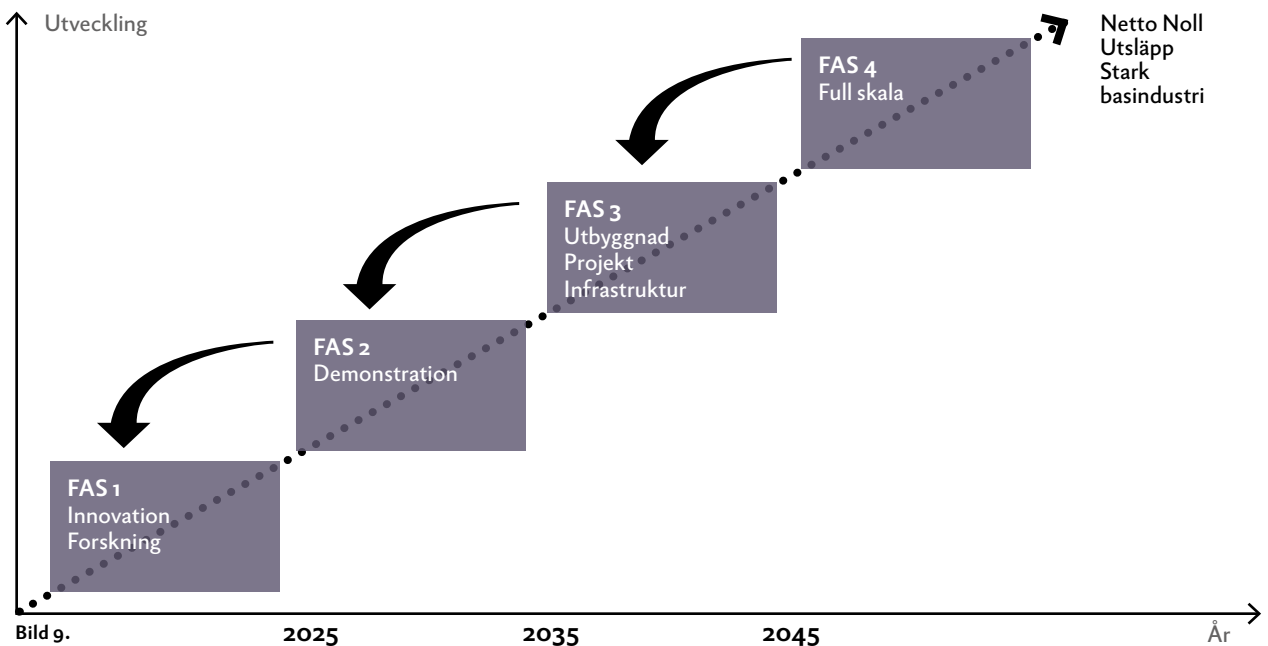 Utveckling
Netto Noll
Utsläpp
Stark
basindustri
FAS 4
Full skala
FAS 3
Utbyggnad
Projekt
Infrastruktur
FAS 2
Demonstration
FAS 1
Innovation
Forskning
Bild 9.
2025
2035
2045
År